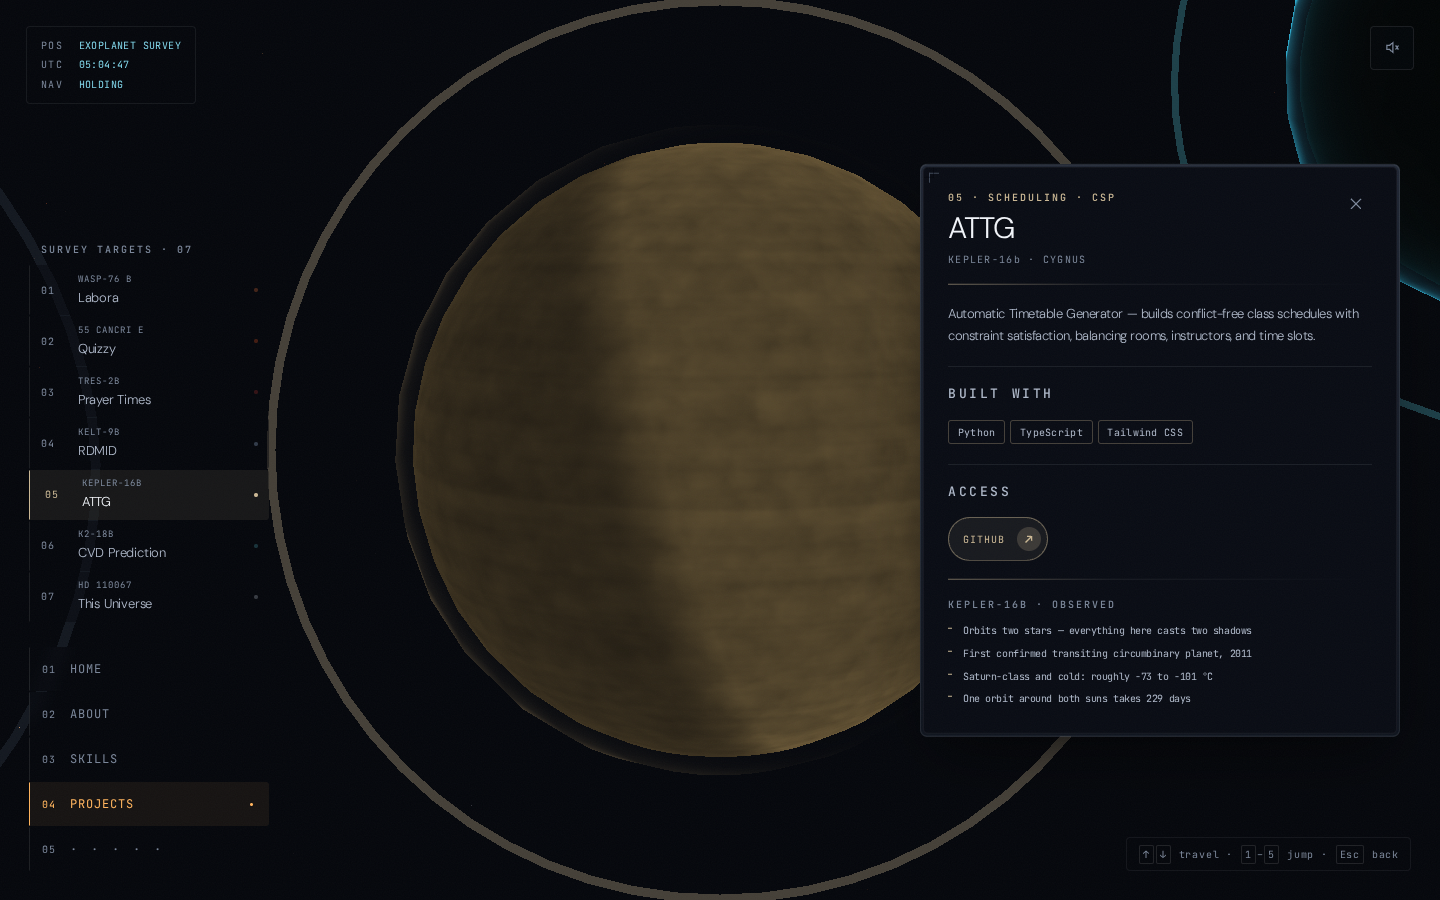 POS EXOPLANET SURVEY
UTC 05:04:47
NAV HOLDING
SURVEY TARGETS · 07
WASP-76 B
01 Labora
55 CANCRI E
02 Quizzy
TRES-2B
03 Prayer Times
KELT-9B
04 RDMID
KEPLER-16B
05 ATTG
K2-18B
06 CVD Prediction
HD 110067
07 This Universe
01 HOME
02 ABOUT
03 SKILLS
04 PROJECTS
05 · · · · ·
05 · SCHEDULING · CSP
ATTG
KEPLER-16b · CYGNUS
Automatic Timetable Generator — builds conflict-free class schedules with
constraint satisfaction, balancing rooms, instructors, and time slots.
BUILT WITH
Python TypeScript Tailwind CSS
ACCESS
GITHUB
KEPLER-16B · OBSERVED
– Orbits two stars — everything here casts two shadows
– First confirmed transiting circumbinary planet, 2011
– Saturn-class and cold: roughly -73 to -101 °C
– One orbit around both suns takes 229 days
↑ ↓ travel · 1 – 5 jump · Esc back